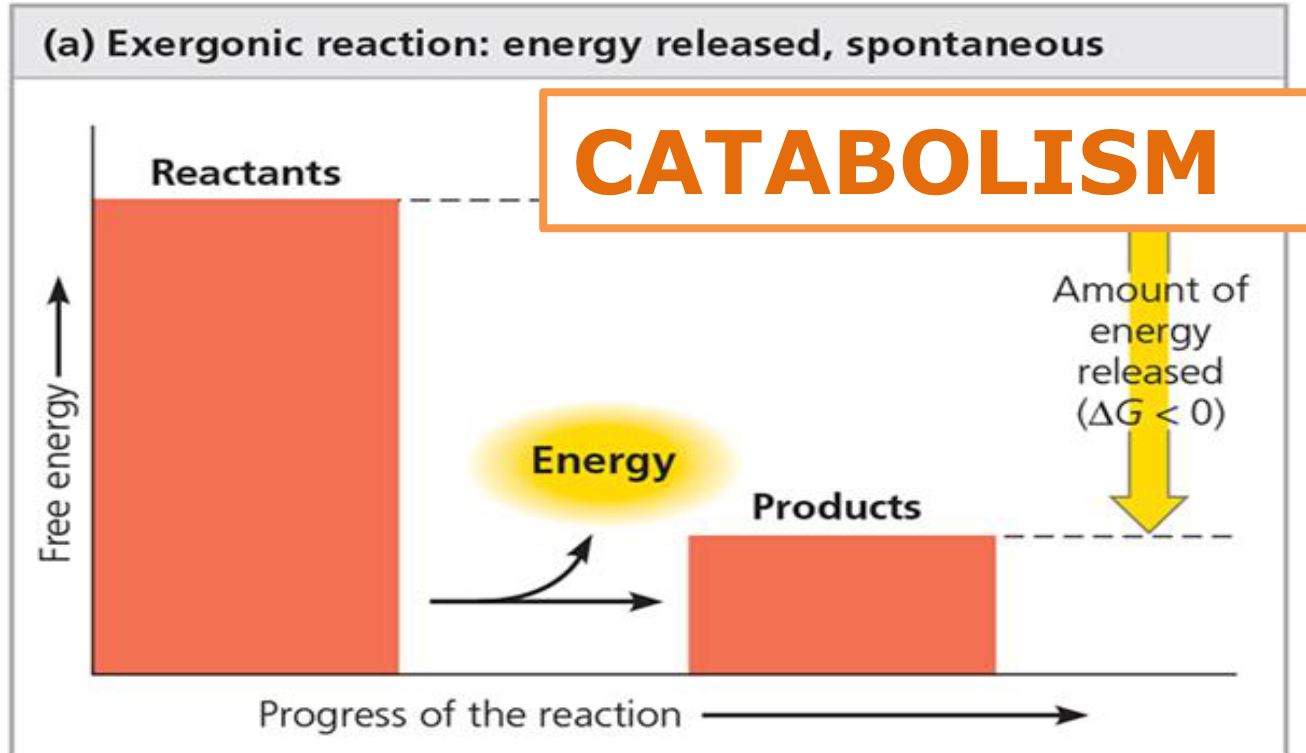 (a) Exergonic reaction: energy released, spontaneous
CATABOLISM
Reactants
Amount of
energy
released
(ΔG < 0)
Free energy
Energy
Products
Progress of the reaction